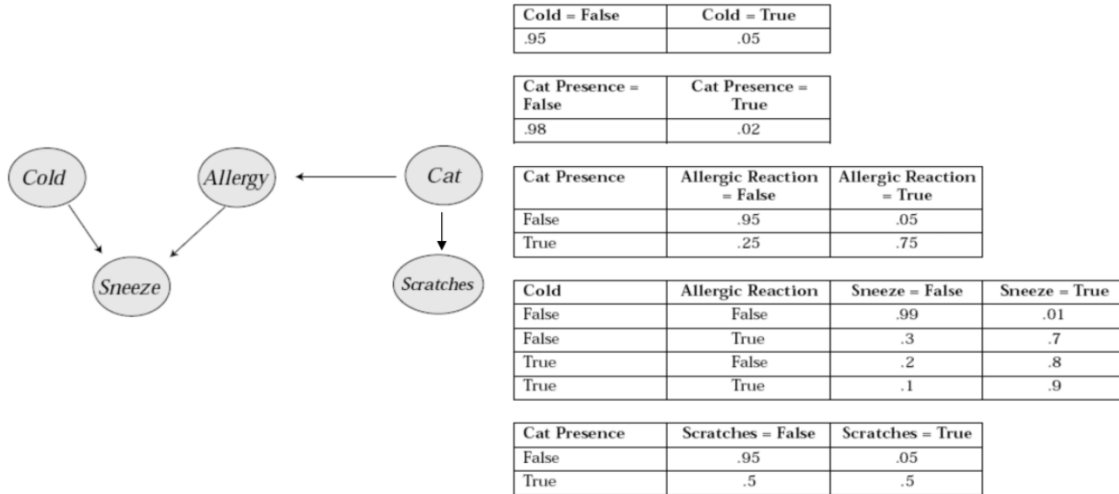 Cold = False Cold = True
.95 .05
Cat Presence = Cat Presence =
False True
.98 .02
Cold Allergy Cat
Sneeze Scratches
Cat Presence Allergic Reaction Allergic Reaction
= False = True
False .95 .05
True .25 .75
Cold Allergic Reaction Sneeze = False Sneeze = True
False False .99 .01
False True .3 .7
True False .2 .8
True True .1 .9
Cat Presence Scratches = False Scratches = True
False .95 .05
True .5 .5